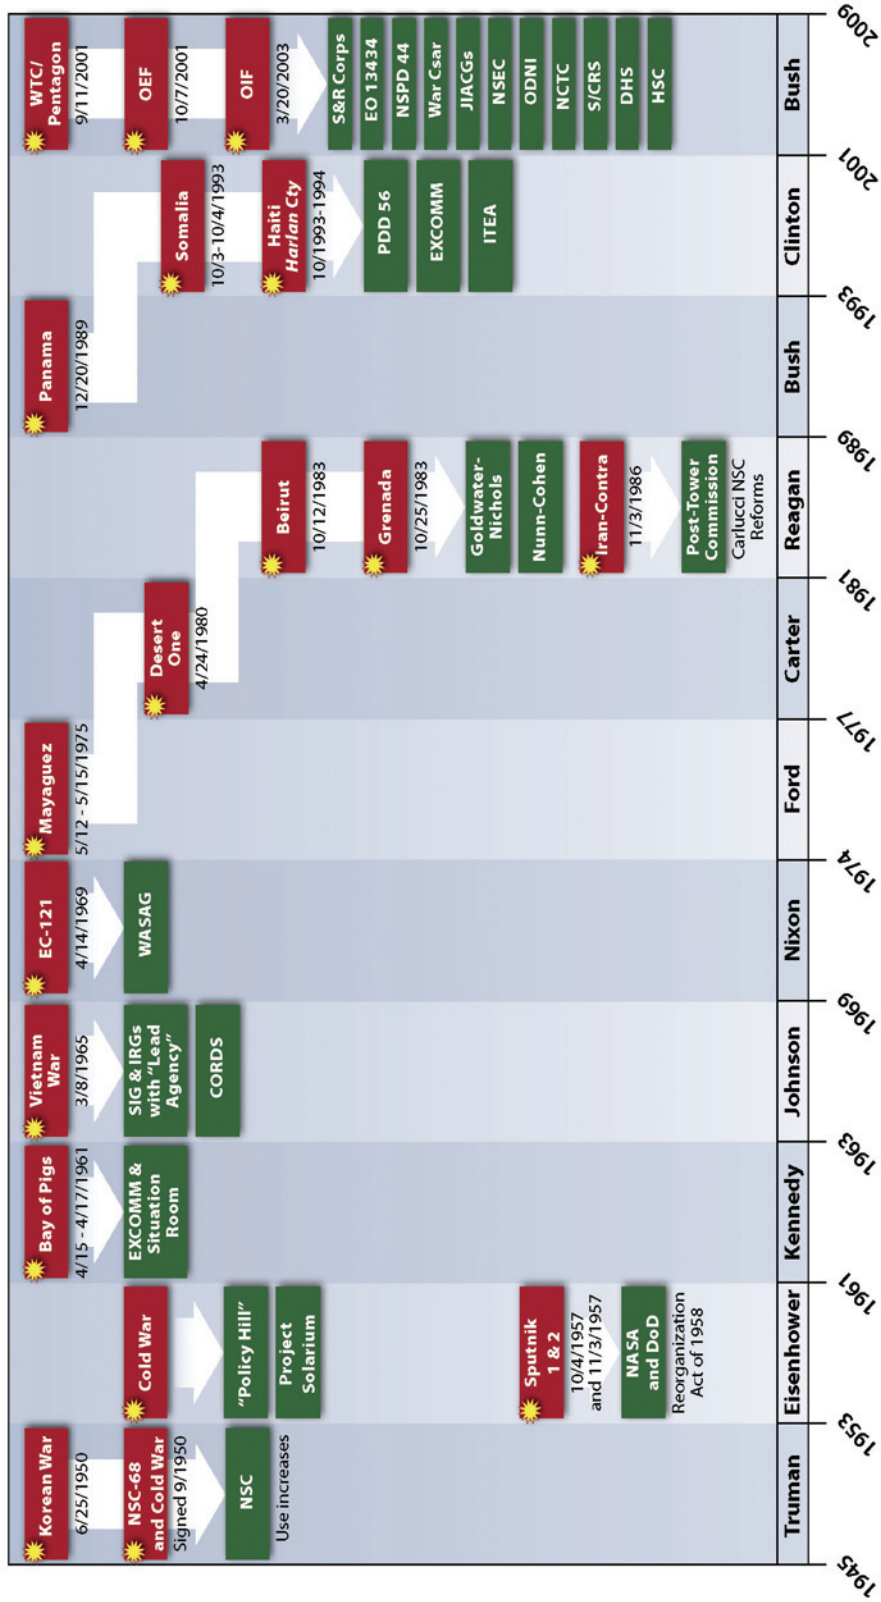 Korean War
6/25/1950
NSC-68
and Cold War
Signed 9/1950
NSC
Use increases
Cold War
"Policy Hill"
Project
Solarium
Sputnik
1 & 2
10/4/1957
and 11/3/1957
NASA
and DoD
Reorganization
Act of 1958
Bay of Pigs
4/15 - 4/17/1961
EXCOMM &
Situation
Room
Vietnam
War
3/8/1965
SIG & IRGs
with "Lead
Agency"
CORDS
EC-121
4/14/1969
WASAG
Mayaguez
5/12 - 5/15/1975
Desert
One
4/24/1980
Beirut
10/12/1983
Grenada
10/25/1983
Goldwater-
Nichols
Nunn-Cohen
Iran-Contra
11/3/1986
Post-Tower
Commission
Carlucci NSC
Reforms
Panama
12/20/1989
Somalia
10/3-10/4/1993
Haiti
Harlan Cty
10/1993-1994
PDD 56
EXCOMM
ITEA
WTC/
Pentagon
9/11/2001
OEF
10/7/2001
OIF
3/20/2003
S&R Corps
EO 13434
NSPD 44
War Csar
JIACGs
NSEC
ODNI
NCTC
S/CRS
DHS
HSC
Truman
Eisenhower
Kennedy
Johnson
Nixon
Ford
Carter
Reagan
Bush
Clinton
Bush
1945
1953
1961
1963
1969
1974
1977
1981
1989
1993
2001
2009